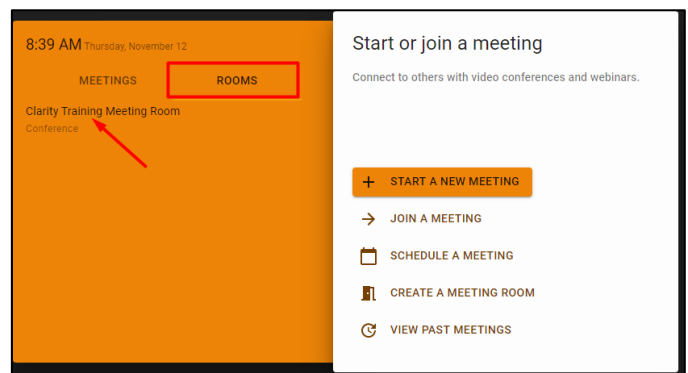 8:39 AM Thursday, November 12
MEETINGS ROOMS
Clarity Training Meeting Room
Conference
Start or join a meeting
Connect to others with video conferences and webinars.
START A NEW MEETING
JOIN A MEETING
SCHEDULE A MEETING
CREATE A MEETING ROOM
VIEW PAST MEETINGS